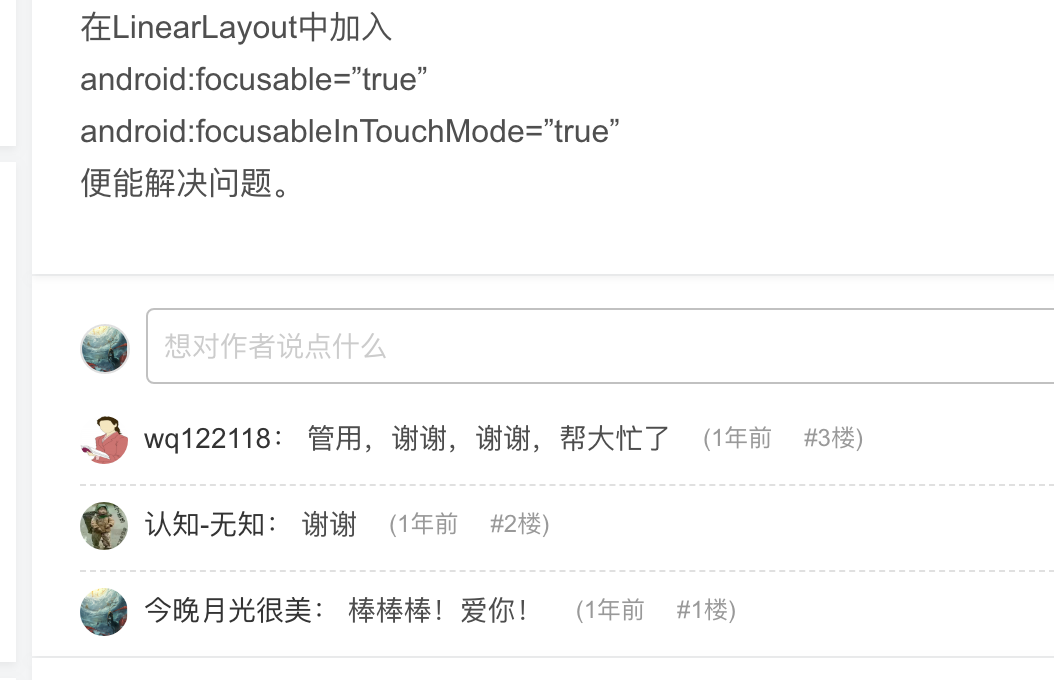 在LinearLayout中加入
android:focusable=”true”
android:focusableInTouchMode=”true”
便能解决问题。
想对作者说点什么
wq122118： 管用，谢谢，谢谢，帮大忙了 (1年前 #3楼)
认知-无知： 谢谢 (1年前 #2楼)
今晚月光很美： 棒棒棒！爱你！ (1年前 #1楼)